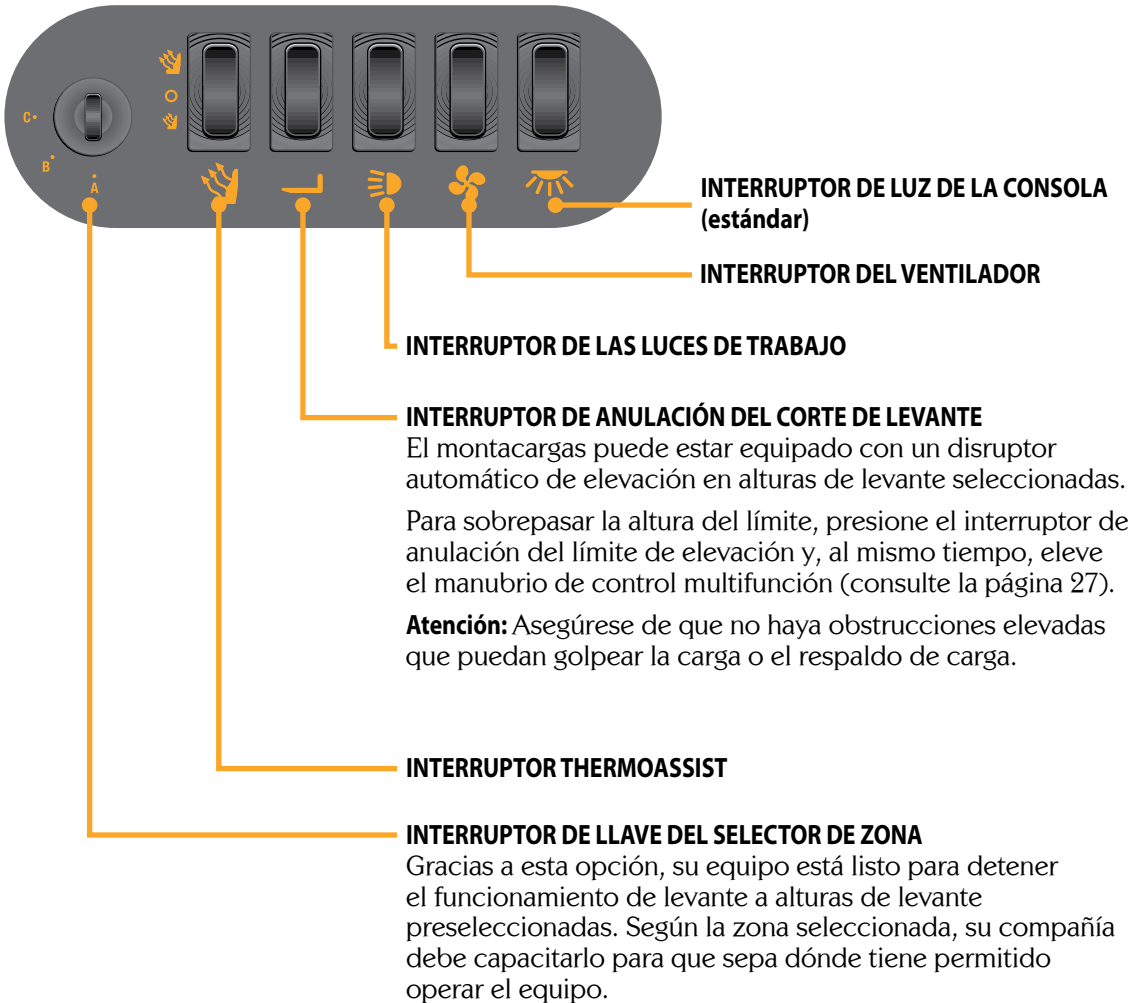 C•
B•
A
INTERRUPTOR DE LUZ DE LA CONSOLA
(estándar)
INTERRUPTOR DEL VENTILADOR
INTERRUPTOR DE LAS LUCES DE TRABAJO
INTERRUPTOR DE ANULACIÓN DEL CORTE DE LEVANTE
El montacargas puede estar equipado con un disruptor
automático de elevación en alturas de levante seleccionadas.
Para sobrepasar la altura del límite, presione el interruptor de
anulación del límite de elevación y, al mismo tiempo, eleve
el manubrio de control multifunción (consulte la página 27).
Atención: Asegúrese de que no haya obstrucciones elevadas
que puedan golpear la carga o el respaldo de carga.
INTERRUPTOR THERMOASSIST
INTERRUPTOR DE LLAVE DEL SELECTOR DE ZONA
Gracias a esta opción, su equipo está listo para detener
el funcionamiento de levante a alturas de levante
preseleccionadas. Según la zona seleccionada, su compañía
debe capacitarlo para que sepa dónde tiene permitido
operar el equipo.